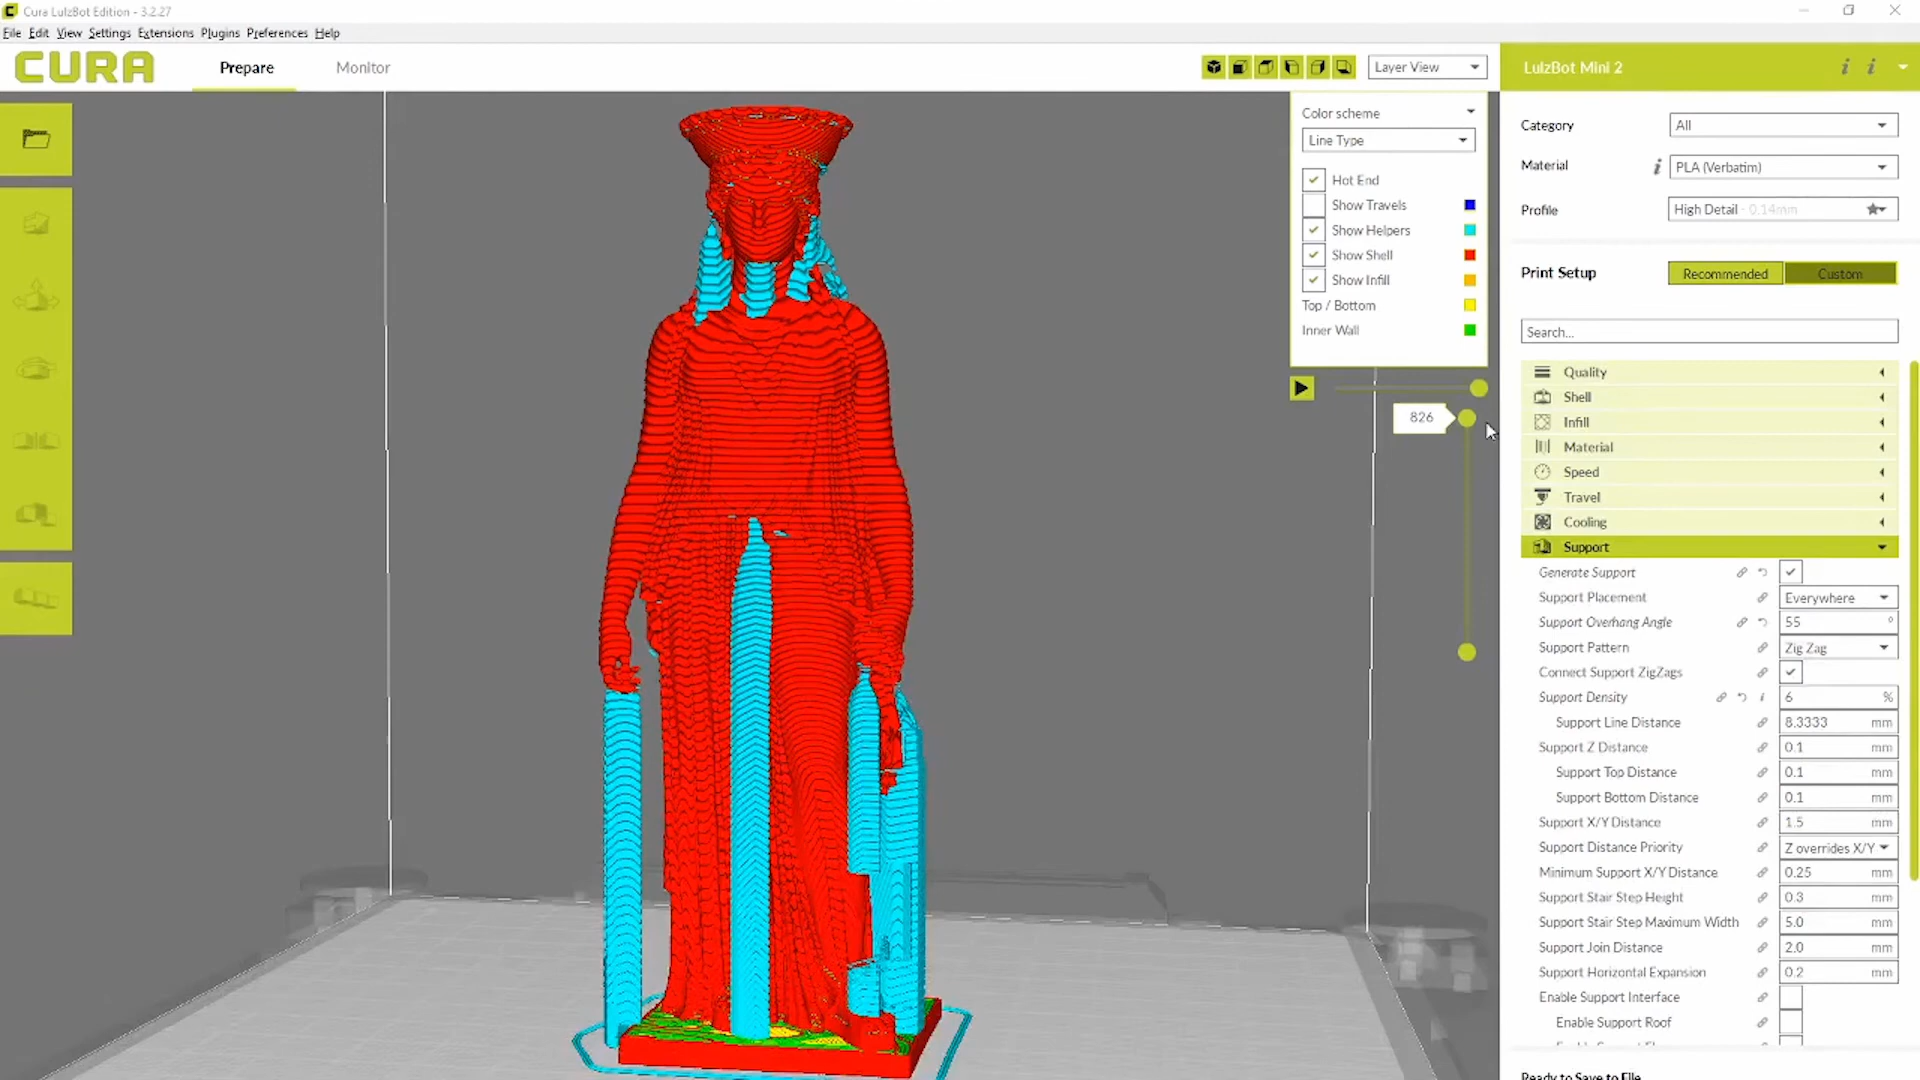 Cura LulzBot Edition - 3.2.27
File Edit View Settings Extensions Plugins Preferences Help
CURA
Prepare
Monitor
Layer View
LulzBot Mini 2
Color scheme
Line Type
Hot End
Show Travels
Show Helpers
Show Shell
Show Infill
Top / Bottom
Inner Wall
826
Category All
Material PLA (Verbatim)
Profile High Detail - 0.14mm
Print Setup Recommended Custom
Search...
Quality
Shell
Infill
Material
Speed
Travel
Cooling
Support
Generate Support
Support Placement Everywhere
Support Overhang Angle 55 °
Support Pattern Zig Zag
Connect Support ZigZags
Support Density 6 %
Support Line Distance 8.3333 mm
Support Z Distance 0.1 mm
Support Top Distance 0.1 mm
Support Bottom Distance 0.1 mm
Support X/Y Distance 1.5 mm
Support Distance Priority Z overrides X/Y
Minimum Support X/Y Distance 0.25 mm
Support Stair Step Height 0.3 mm
Support Stair Step Maximum Width 5.0 mm
Support Join Distance 2.0 mm
Support Horizontal Expansion 0.2 mm
Enable Support Interface
Enable Support Roof
Ready to Save to File